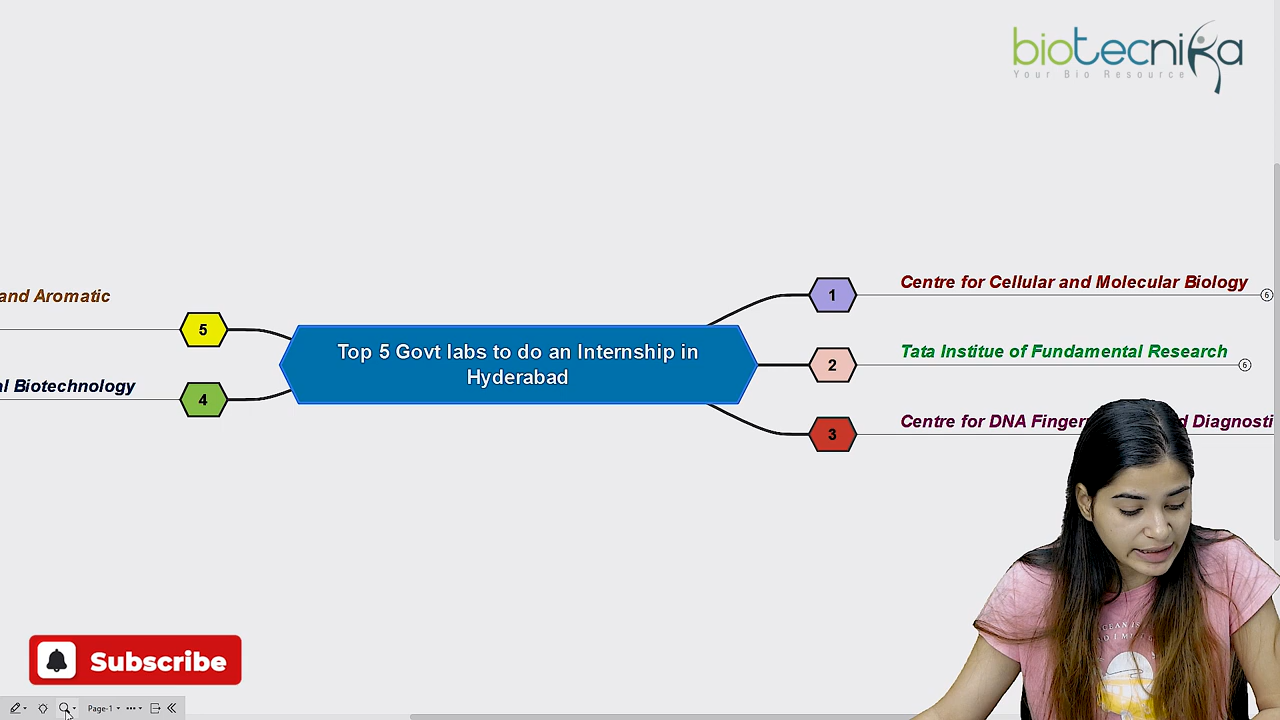 biotecnika
Your Bio Resource
and Aromatic
5
al Biotechnology
4
Top 5 Govt labs to do an Internship in
Hyderabad
1
Centre for Cellular and Molecular Biology
6
2
Tata Institue of Fundamental Research
6
3
Centre for DNA Finger d Diagnosti
Subscribe
Page-1